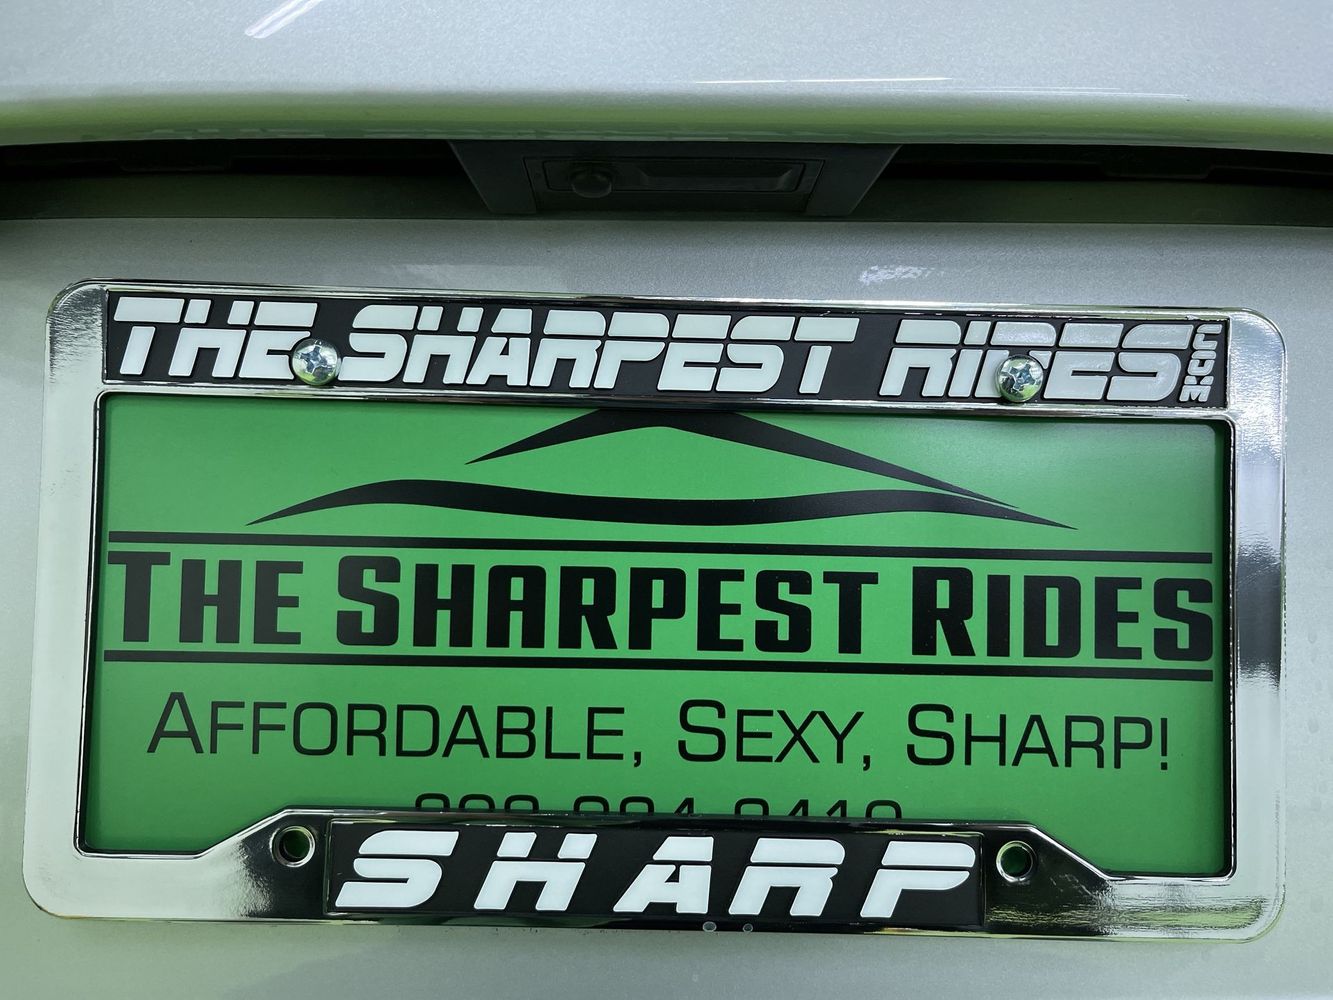 THE SHARPEST RIDES.COM
THE SHARPEST RIDES
AFFORDABLE, SEXY, SHARP!
SHARP